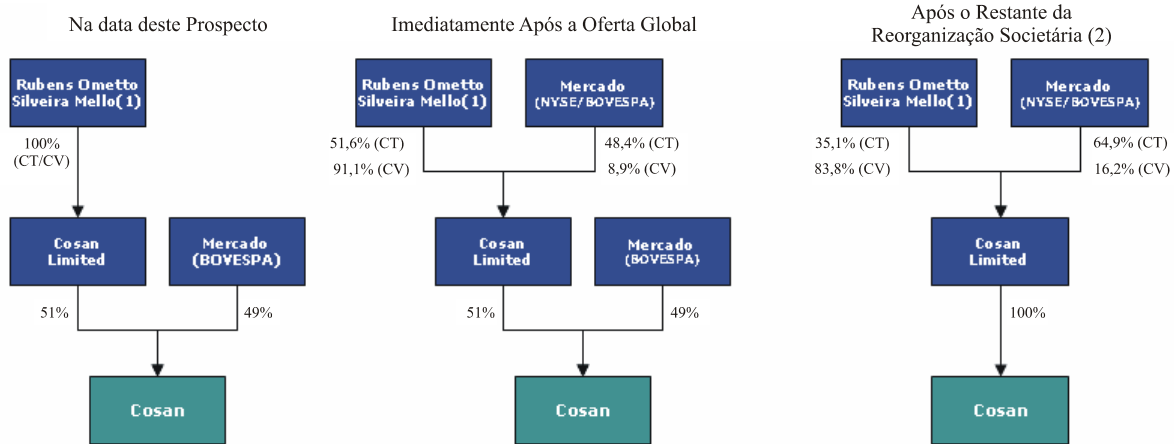 Na data deste Prospecto
Rubens Ometto
Silveira Mello(1)
100%
(CT/CV)
Cosan
Limited
Mercado
(BOVESPA)
51%
49%
Cosan
Imediatamente Após a Oferta Global
Rubens Ometto
Silveira Mello(1)
Mercado
(NYSE/BOVESPA)
51,6% (CT)
48,4% (CT)
91,1% (CV)
8,9% (CV)
Cosan
Limited
Mercado
(BOVESPA)
51%
49%
Cosan
Após o Restante da
Reorganização Societária (2)
Rubens Ometto
Silveira Mello(1)
Mercado
(NYSE/BOVESPA)
35,1% (CT)
64,9% (CT)
83,8% (CV)
16,2% (CV)
Cosan
Limited
100%
Cosan